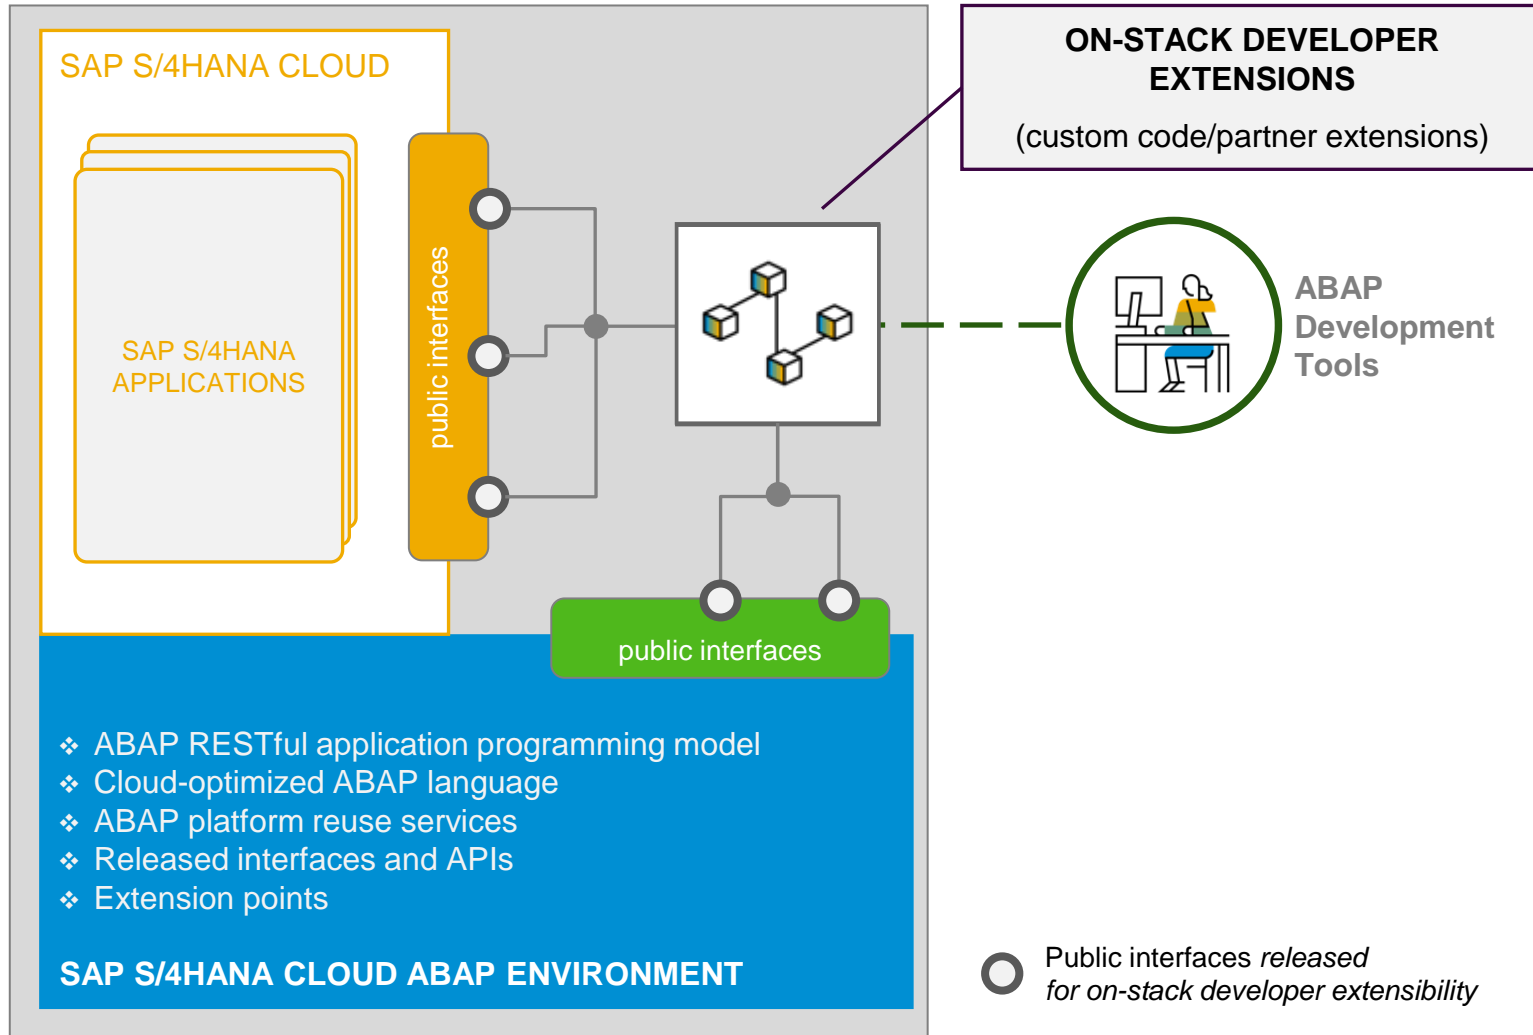 SAP S/4HANA CLOUD
SAP S/4HANA
APPLICATIONS
public interfaces
ON-STACK DEVELOPER
EXTENSIONS
(custom code/partner extensions)
ABAP
Development
Tools
public interfaces
❖ ABAP RESTful application programming model
❖ Cloud-optimized ABAP language
❖ ABAP platform reuse services
❖ Released interfaces and APIs
❖ Extension points
SAP S/4HANA CLOUD ABAP ENVIRONMENT
Public interfaces released
for on-stack developer extensibility